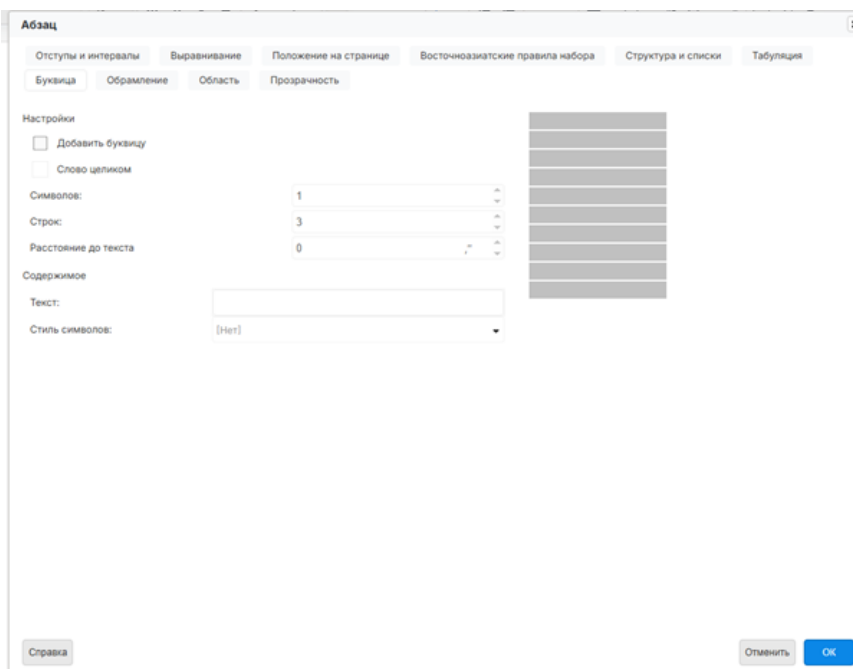 Абзац
Отступы и интервалы Выравнивание Положение на странице Восточноазиатские правила набора Структура и списки Табуляция
Буквица Обрамление Область Прозрачность
Настройки
Добавить буквицу
Слово целиком
Символов: 1
Строк: 3
Расстояние до текста 0 ,"
Содержимое
Текст:
Стиль символов: [Нет]
Справка Отменить ОК